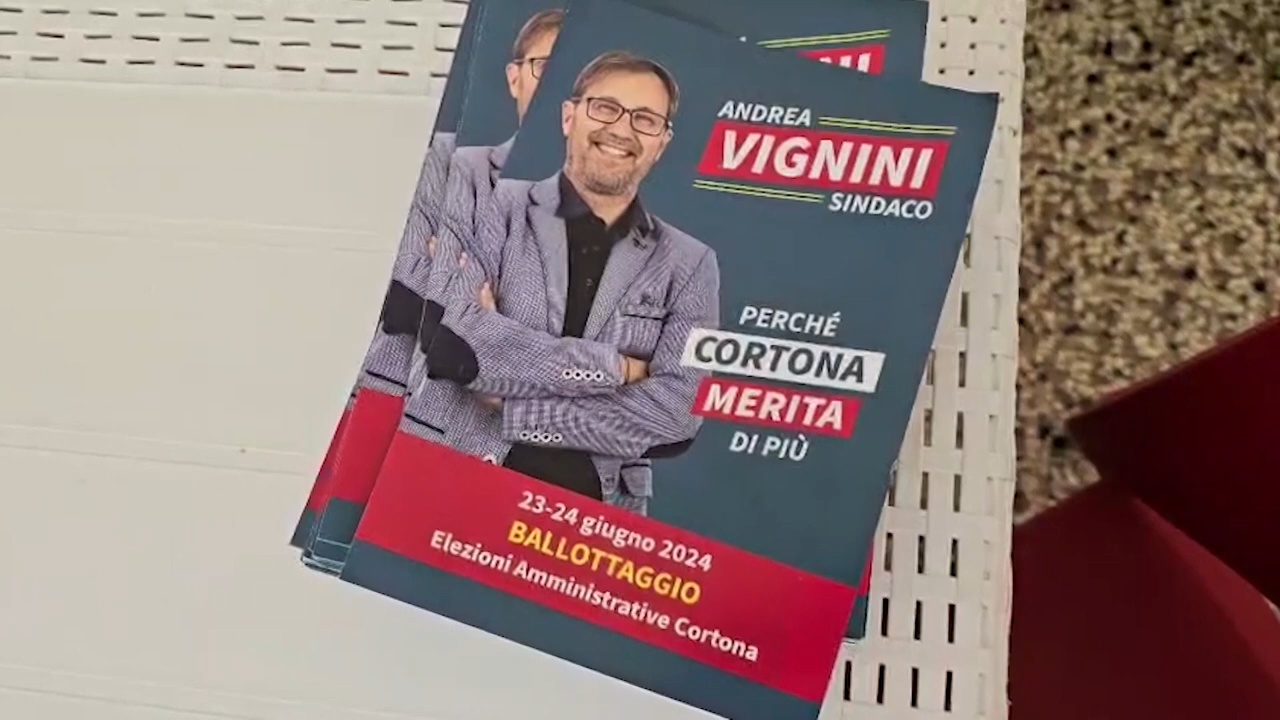 ANDREA
VIGNINI
SINDACO
PERCHÉ
CORTONA
MERITA
DI PIÙ
23-24 giugno 2024
BALLOTTAGGIO
Elezioni Amministrative Cortona